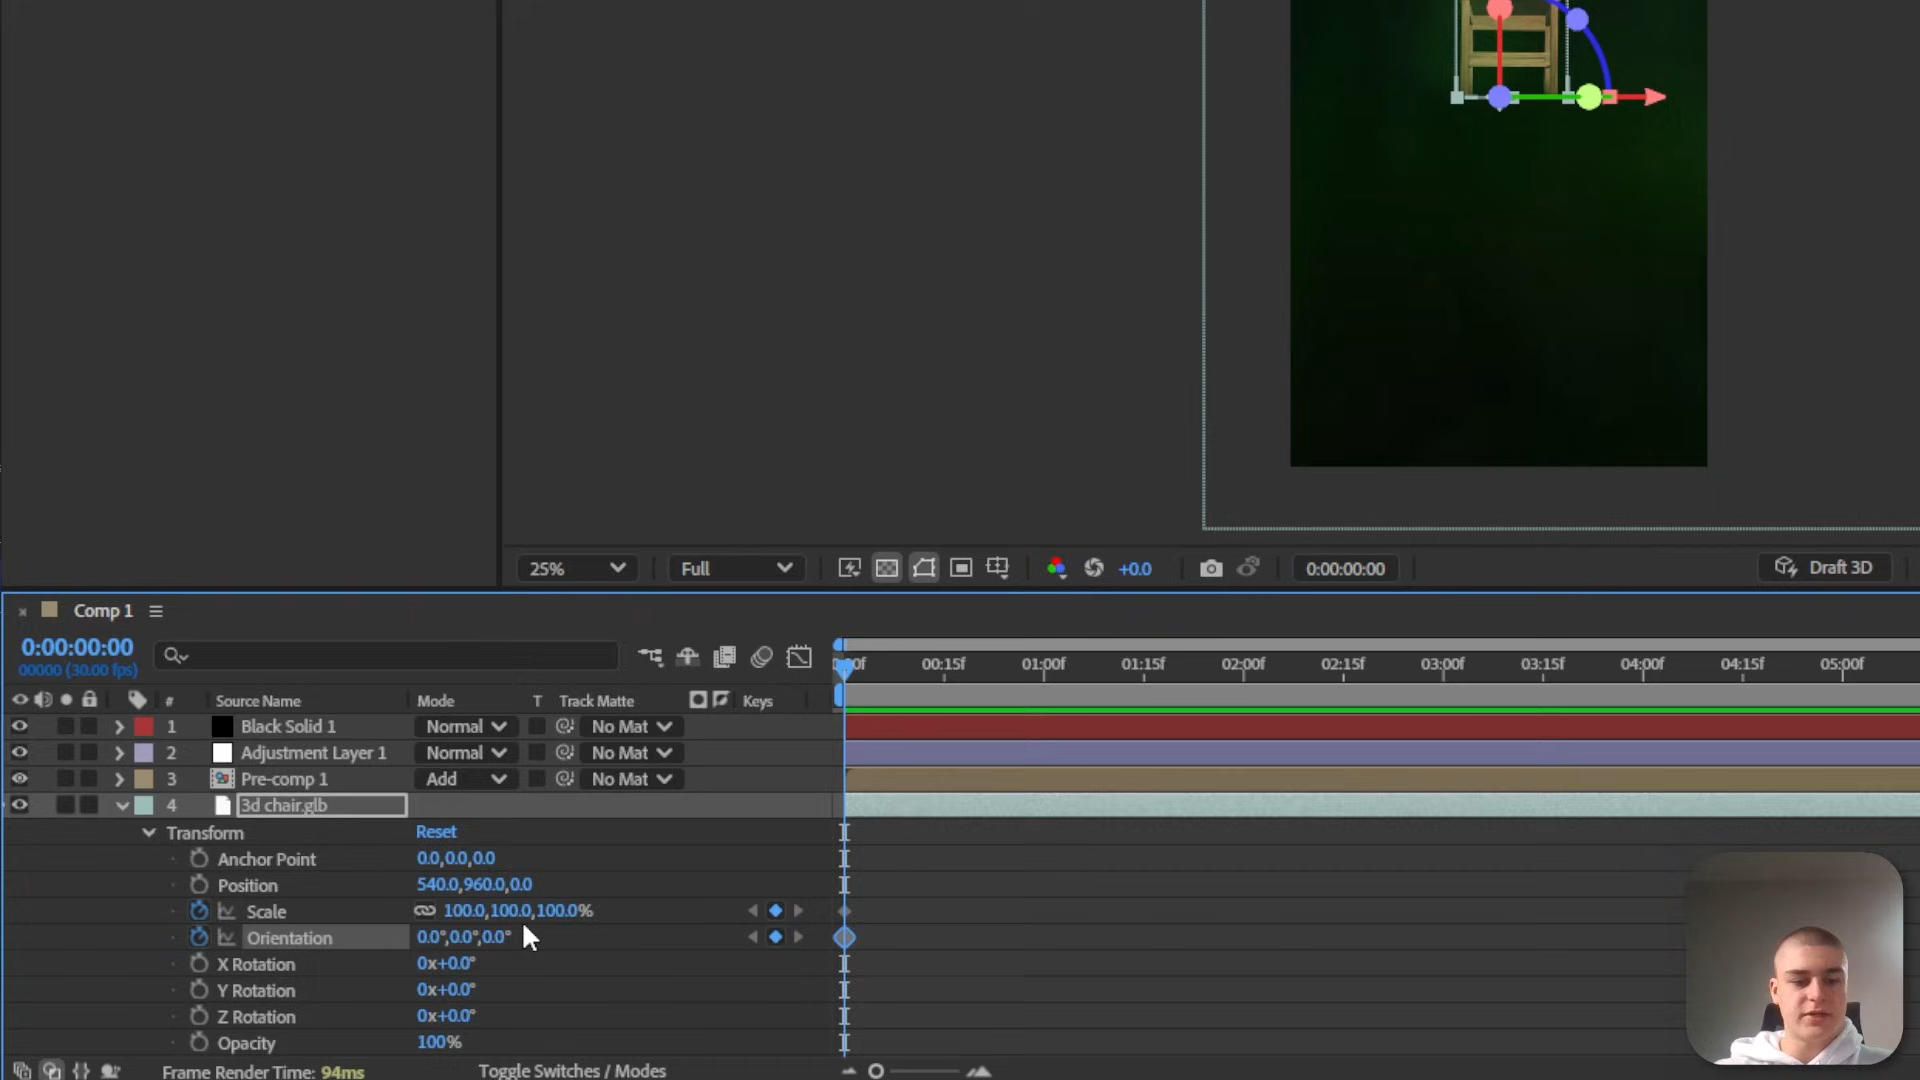 25% Full +0.0 0:00:00:00 Draft 3D
Comp 1
0:00:00:00
00000 (30.00 fps)
00f 00:15f 01:00f 01:15f 02:00f 02:15f 03:00f 03:15f 04:00f 04:15f 05:00f
# Source Name Mode T Track Matte Keys
1 Black Solid 1 Normal No Mat
2 Adjustment Layer 1 Normal No Mat
3 Pre-comp 1 Add No Mat
4 3d chair.glb
Transform Reset
Anchor Point 0.0,0.0,0.0
Position 540.0,960.0,0.0
Scale 100.0,100.0,100.0%
Orientation 0.0°,0.0°,0.0°
X Rotation 0x+0.0°
Y Rotation 0x+0.0°
Z Rotation 0x+0.0°
Opacity 100%
Frame Render Time: 94ms Toggle Switches / Modes